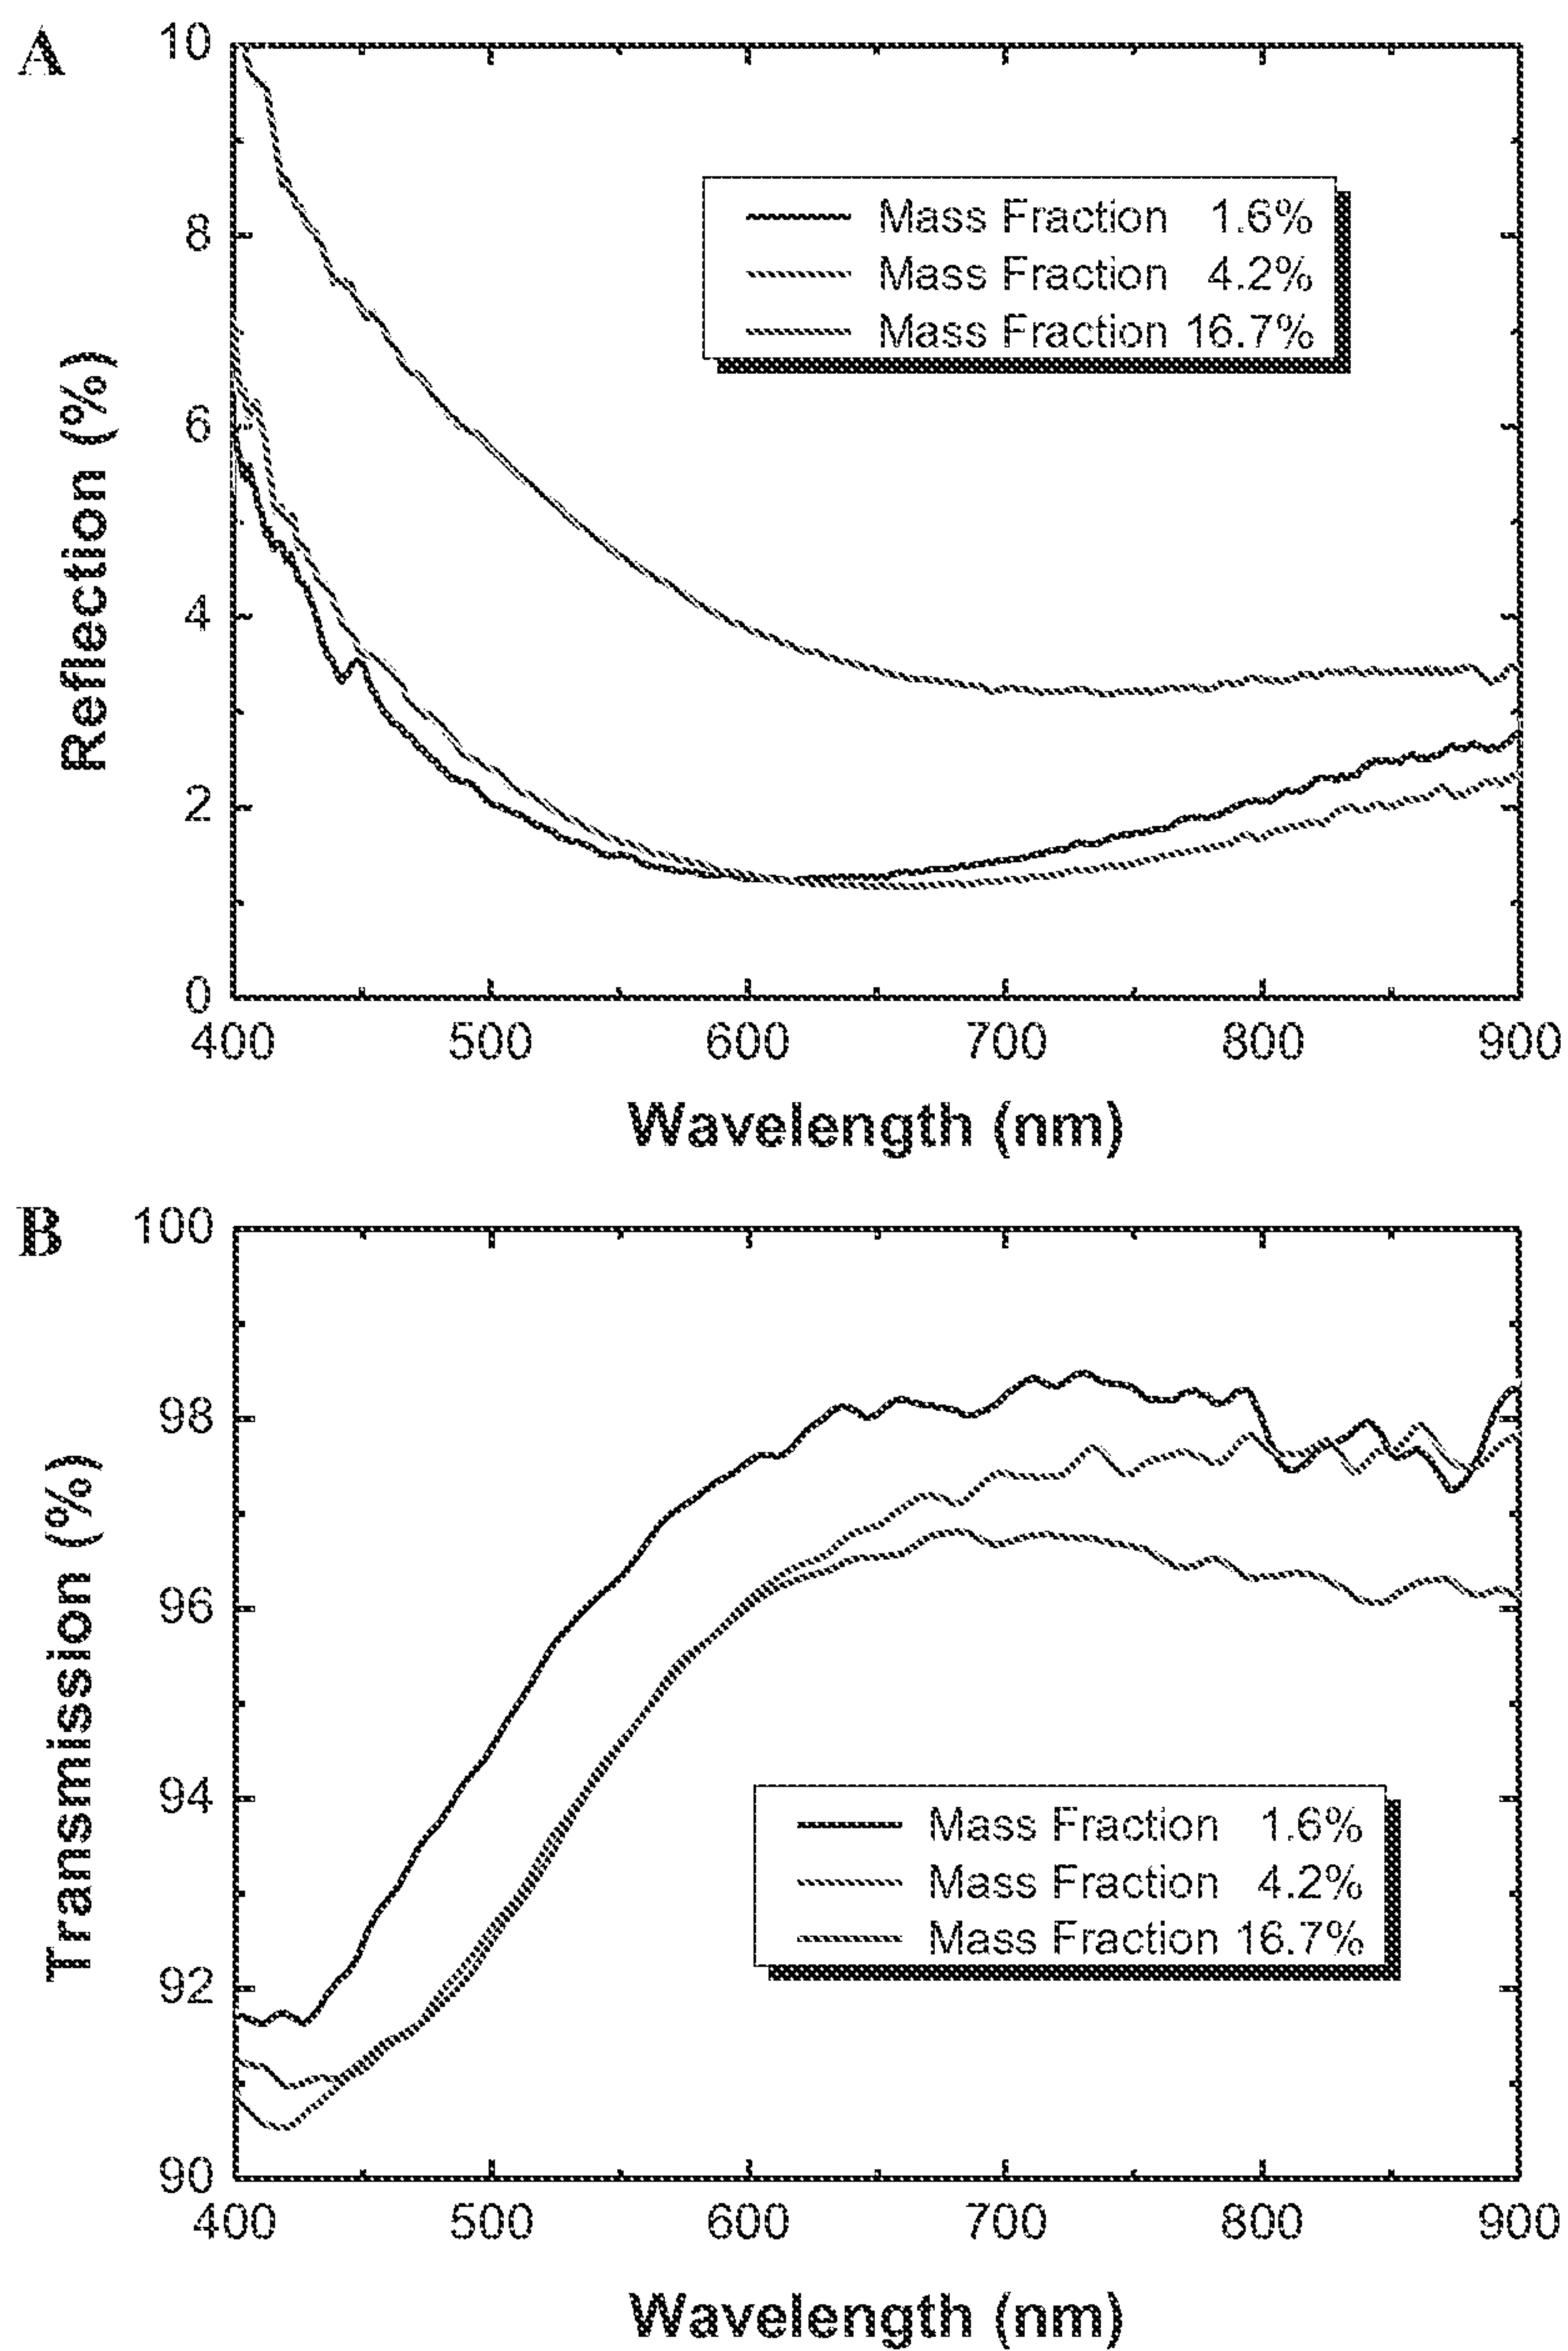 A
10
8
6
4
2
0
Reflection (%)
Mass Fraction 1.6%
Mass Fraction 4.2%
Mass Fraction 16.7%
400 500 600 700 800 900
Wavelength (nm)
B
100
98
96
94
92
90
Transmission (%)
Mass Fraction 1.6%
Mass Fraction 4.2%
Mass Fraction 16.7%
400 500 600 700 800 900
Wavelength (nm)